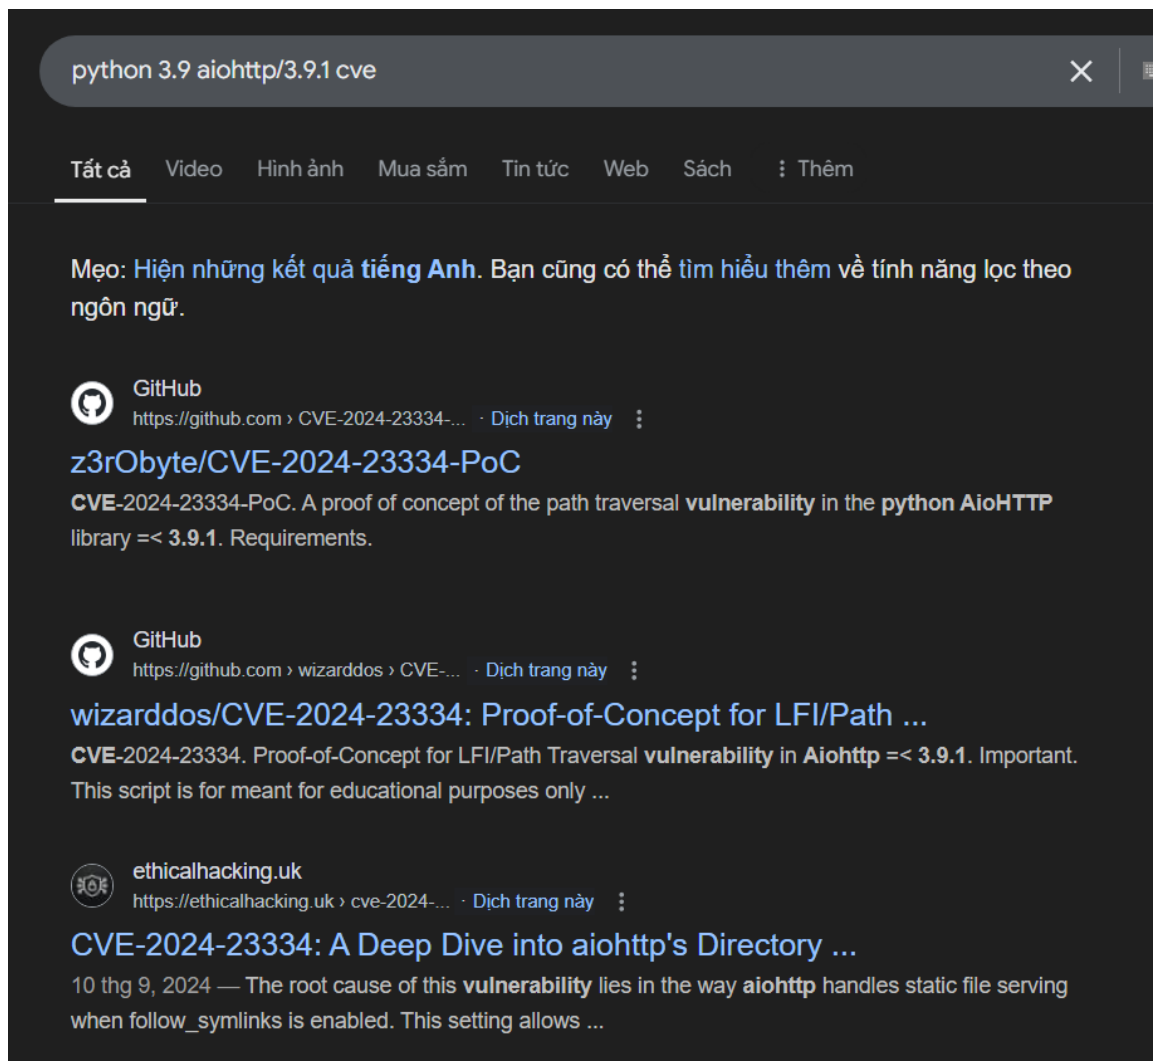 python 3.9 aiohttp/3.9.1 cve
Tất cả Video Hình ảnh Mua sắm Tin tức Web Sách Thêm
Mẹo: Hiện những kết quả tiếng Anh. Bạn cũng có thể tìm hiểu thêm về tính năng lọc theo
ngôn ngữ.
GitHub
https://github.com › CVE-2024-23334-... · Dịch trang này
z3rObyte/CVE-2024-23334-PoC
CVE-2024-23334-PoC. A proof of concept of the path traversal vulnerability in the python AioHTTP
library =< 3.9.1. Requirements.
GitHub
https://github.com › wizarddos › CVE-... · Dịch trang này
wizarddos/CVE-2024-23334: Proof-of-Concept for LFI/Path ...
CVE-2024-23334. Proof-of-Concept for LFI/Path Traversal vulnerability in Aiohttp =< 3.9.1. Important.
This script is for meant for educational purposes only ...
ethicalhacking.uk
https://ethicalhacking.uk › cve-2024-... · Dịch trang này
CVE-2024-23334: A Deep Dive into aiohttp's Directory ...
10 thg 9, 2024 — The root cause of this vulnerability lies in the way aiohttp handles static file serving
when follow_symlinks is enabled. This setting allows ...